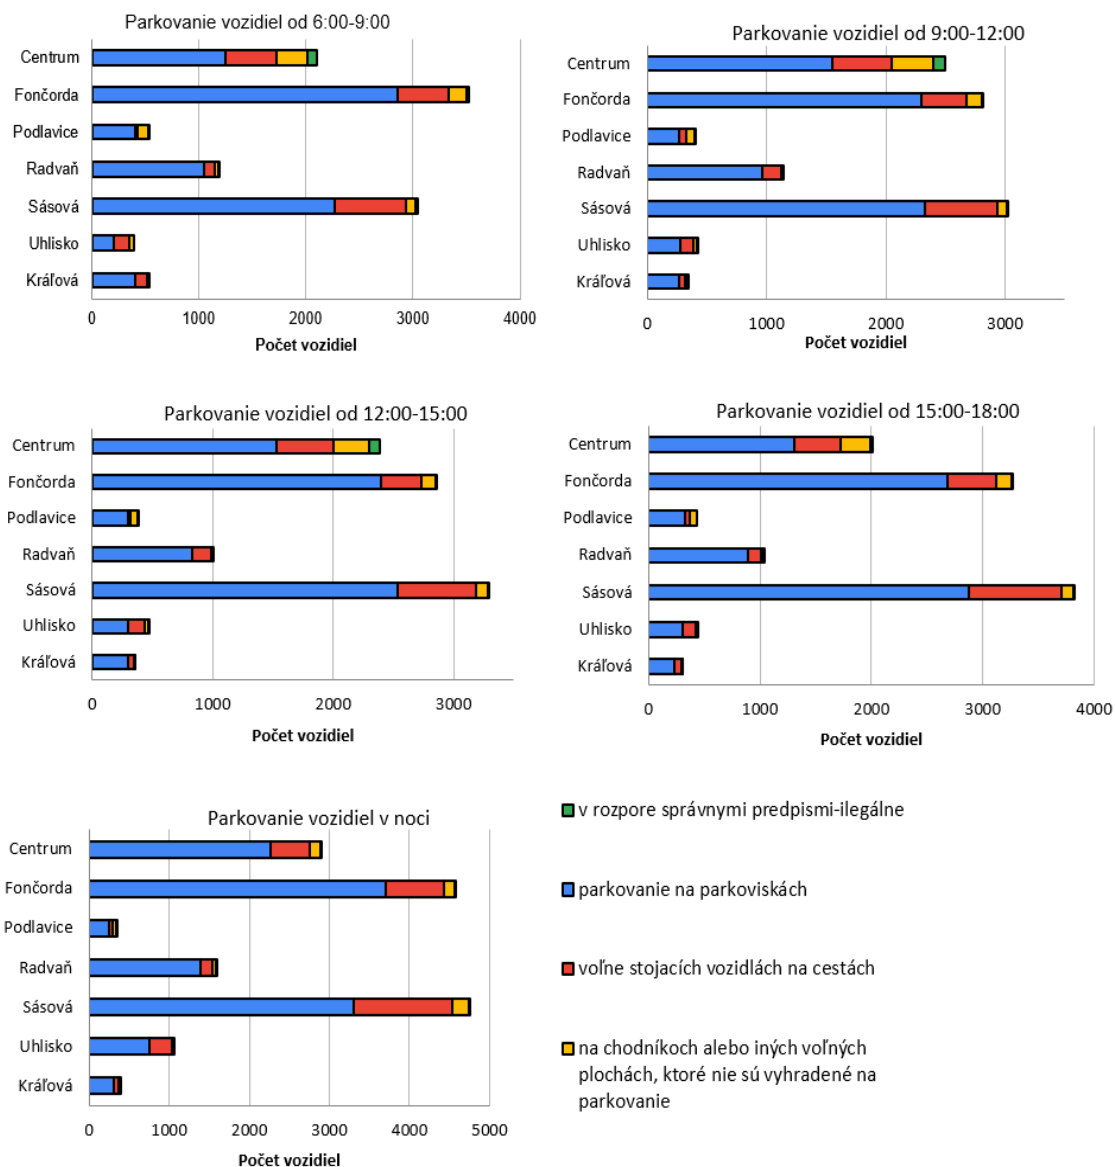 Parkovanie vozidiel od 6:00-9:00
Centrum
Fončorda
Podlavice
Radvaň
Sásová
Uhlisko
Kráľová
0 1000 2000 3000 4000
Počet vozidiel
Parkovanie vozidiel od 9:00-12:00
Centrum
Fončorda
Podlavice
Radvaň
Sásová
Uhlisko
Kráľová
0 1000 2000 3000
Počet vozidiel
Parkovanie vozidiel od 12:00-15:00
Centrum
Fončorda
Podlavice
Radvaň
Sásová
Uhlisko
Kráľová
0 1000 2000 3000
Počet vozidiel
Parkovanie vozidiel od 15:00-18:00
Centrum
Fončorda
Podlavice
Radvaň
Sásová
Uhlisko
Kráľová
0 1000 2000 3000 4000
Počet vozidiel
Parkovanie vozidiel v noci
Centrum
Fončorda
Podlavice
Radvaň
Sásová
Uhlisko
Kráľová
0 1000 2000 3000 4000 5000
Počet vozidiel
v rozpore správnymi predpismi-ilegálne
parkovanie na parkoviskách
voľne stojacích vozidlách na cestách
na chodníkoch alebo iných voľných
plochách, ktoré nie sú vyhradené na
parkovanie